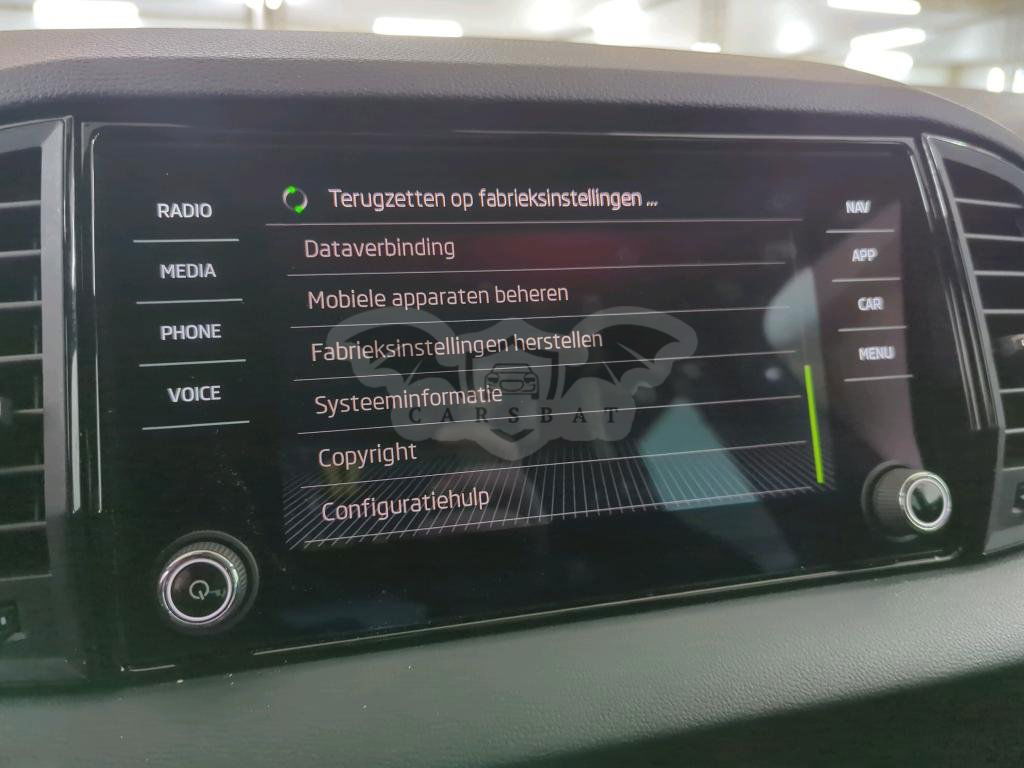 Terugzetten op fabrieksinstellingen ...
RADIO
MEDIA
PHONE
VOICE
Dataverbinding
Mobiele apparaten beheren
Fabrieksinstellingen herstellen
Systeeminformatie
Copyright
Configuratiehulp
NAV
APP
CAR
MENU
CARSBAT